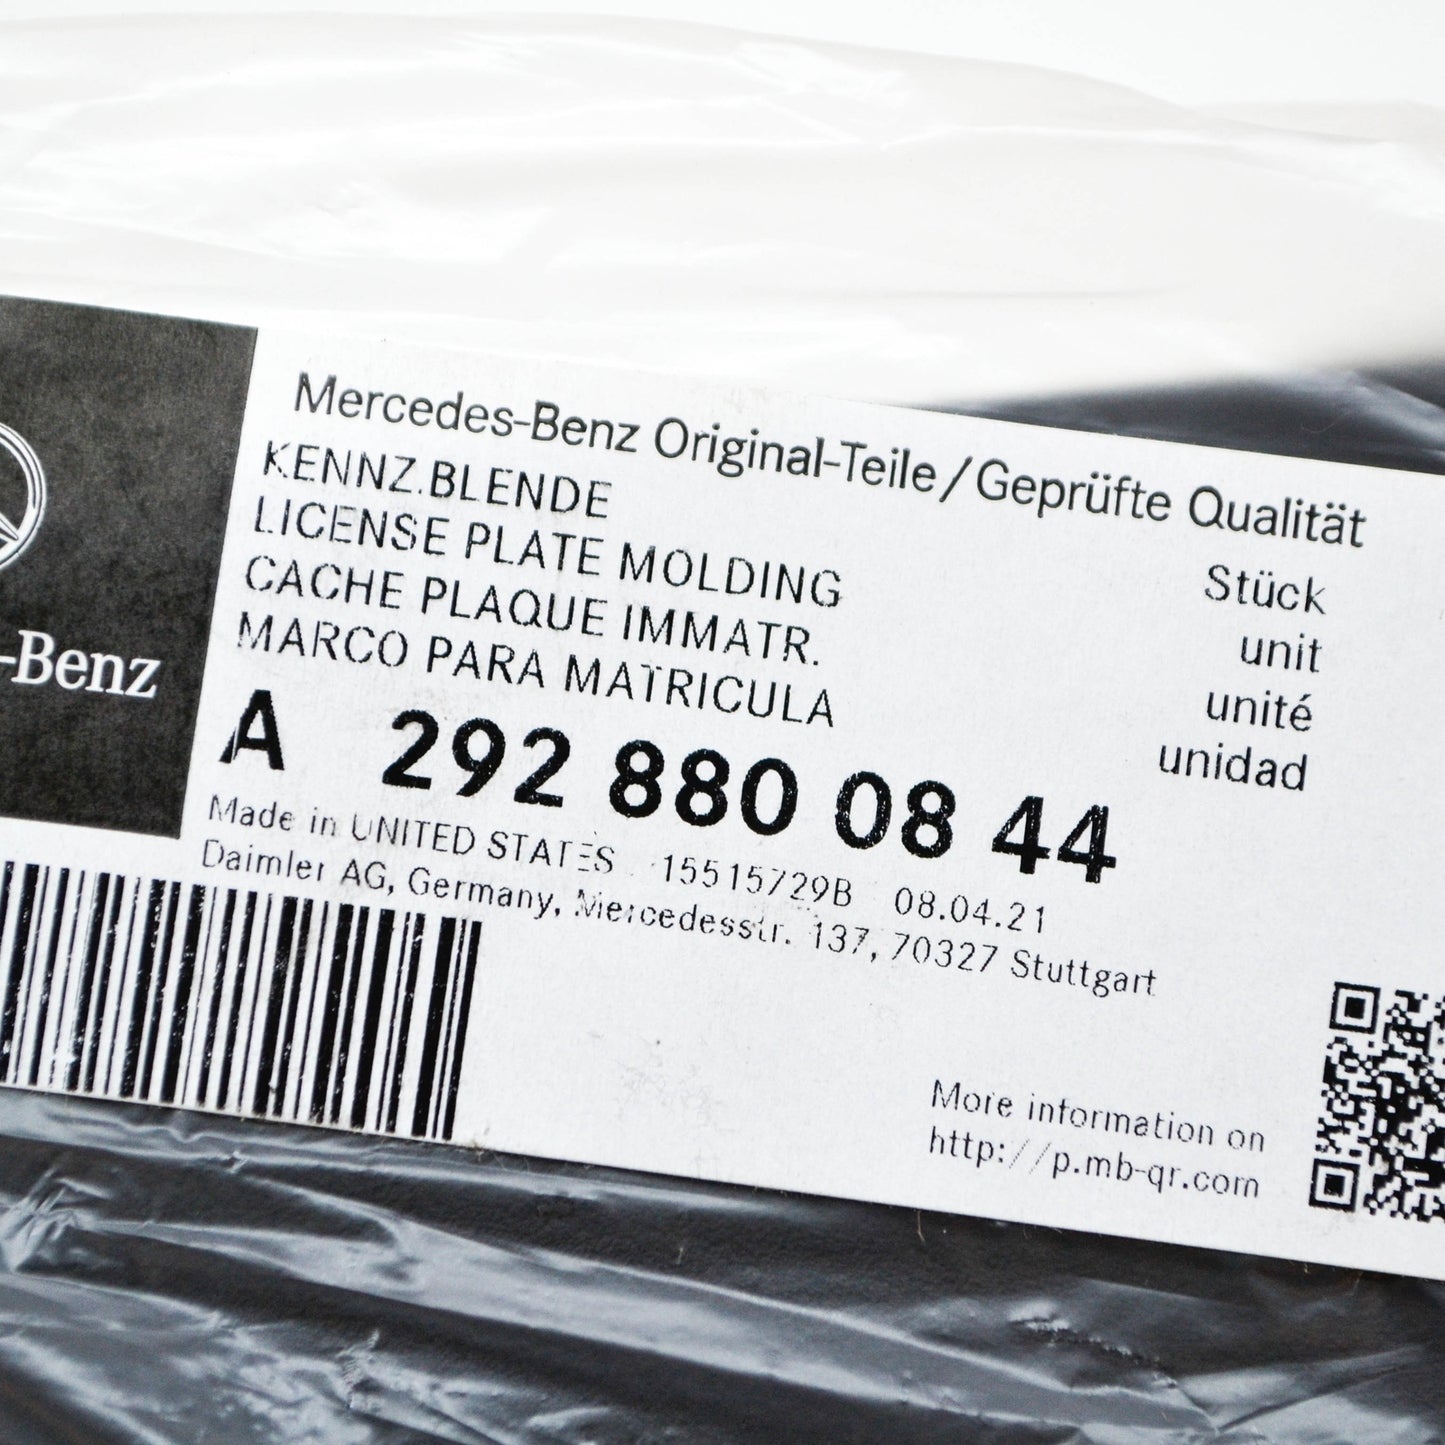 -Benz
Mercedes-Benz Original-Teile/Geprüfte Qualität
KENNZ.BLENDE
LICENSE PLATE MOLDING
CACHE PLAQUE IMMATR.
MARCO PARA MATRICULA
Stück
unit
unité
unidad
A 292 880 08 44
Made in UNITED STATES 15515729B 08.04.21
Daimler AG, Germany, Mercedesstr. 137, 70327 Stuttgart
More information on
http://p.mb-qr.com